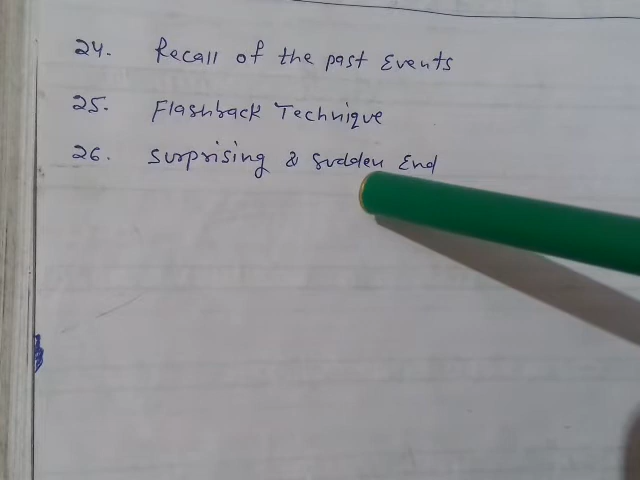 24. Recall of the past Events
25. Flashback Technique
26. Surprising & Sudden End